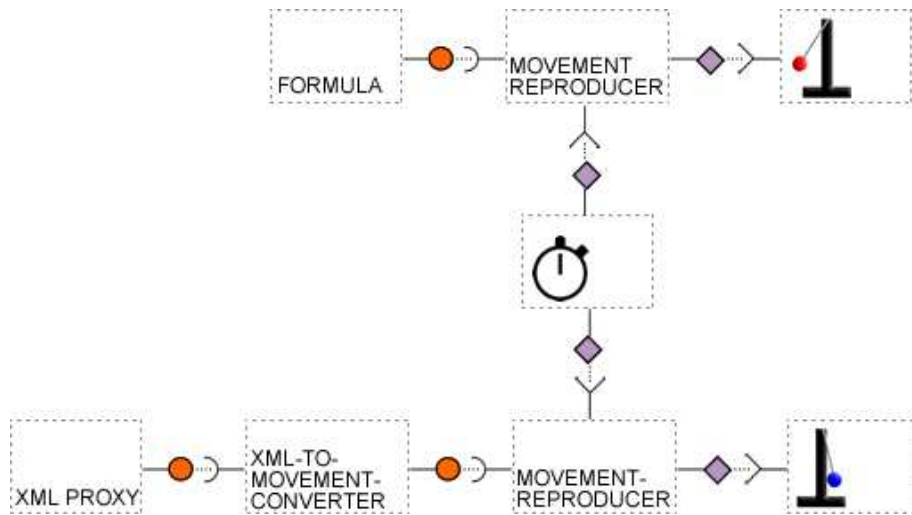 FORMULA
MOVEMENT
REPRODUCER
XML PROXY
XML-TO-
MOVEMENT-
CONVERTER
MOVEMENT-
REPRODUCER